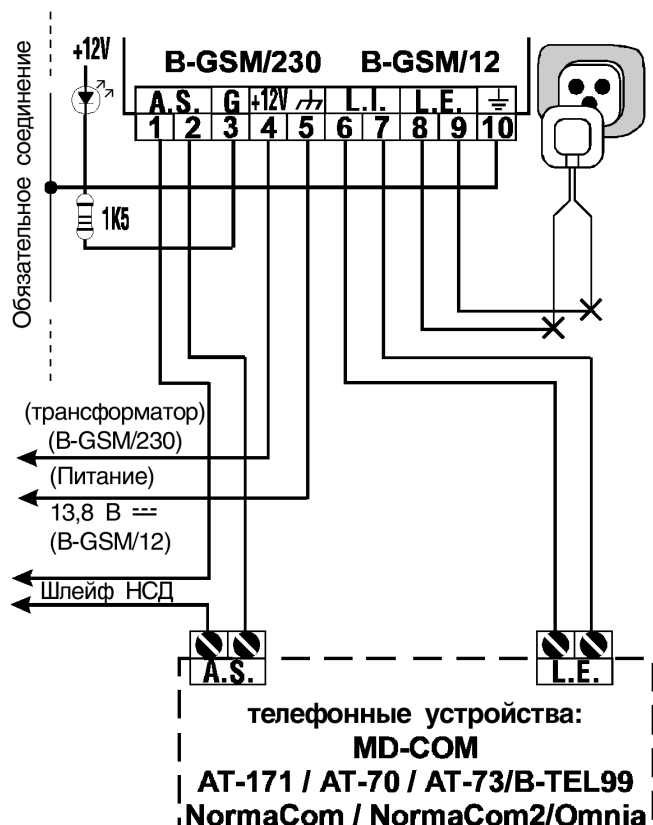 +12V
B-GSM/230 B-GSM/12
A.S. G +12V L.I. L.E.
1 2 3 4 5 6 7 8 9 10
Обязательное соединение
1K5
(трансформатор)
(B-GSM/230)
(Питание)
13,8 В
(B-GSM/12)
Шлейф НСД
A.S. L.E.
телефонные устройства:
MD-COM
AT-171 / AT-70 / AT-73/B-TEL99
NormaCom / NormaCom2/Omnia